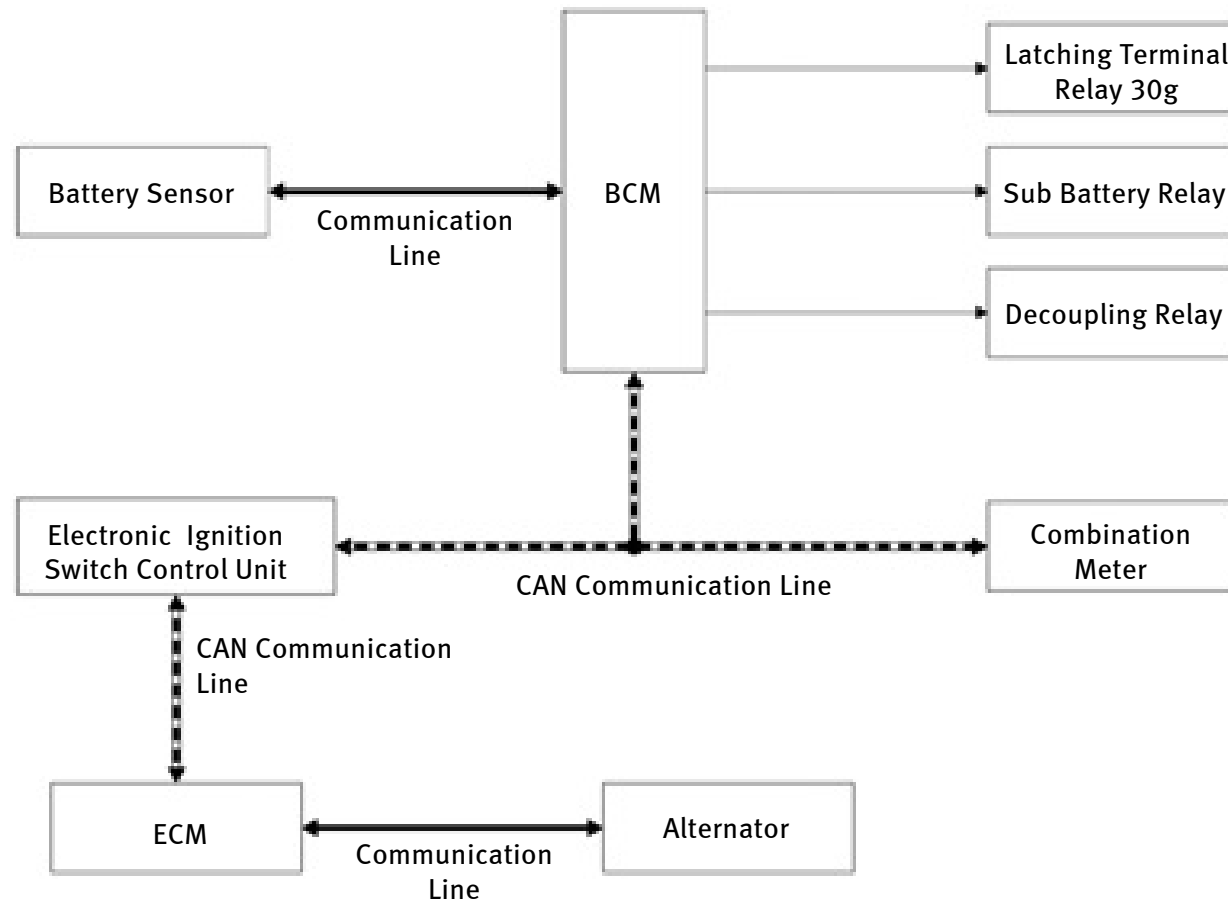 Latching Terminal
Relay 30g
Battery Sensor
BCM
Sub Battery Relay
Communication
Line
Decoupling Relay
Electronic Ignition
Switch Control Unit
Combination
Meter
CAN Communication Line
CAN Communication
Line
ECM
Alternator
Communication
Line